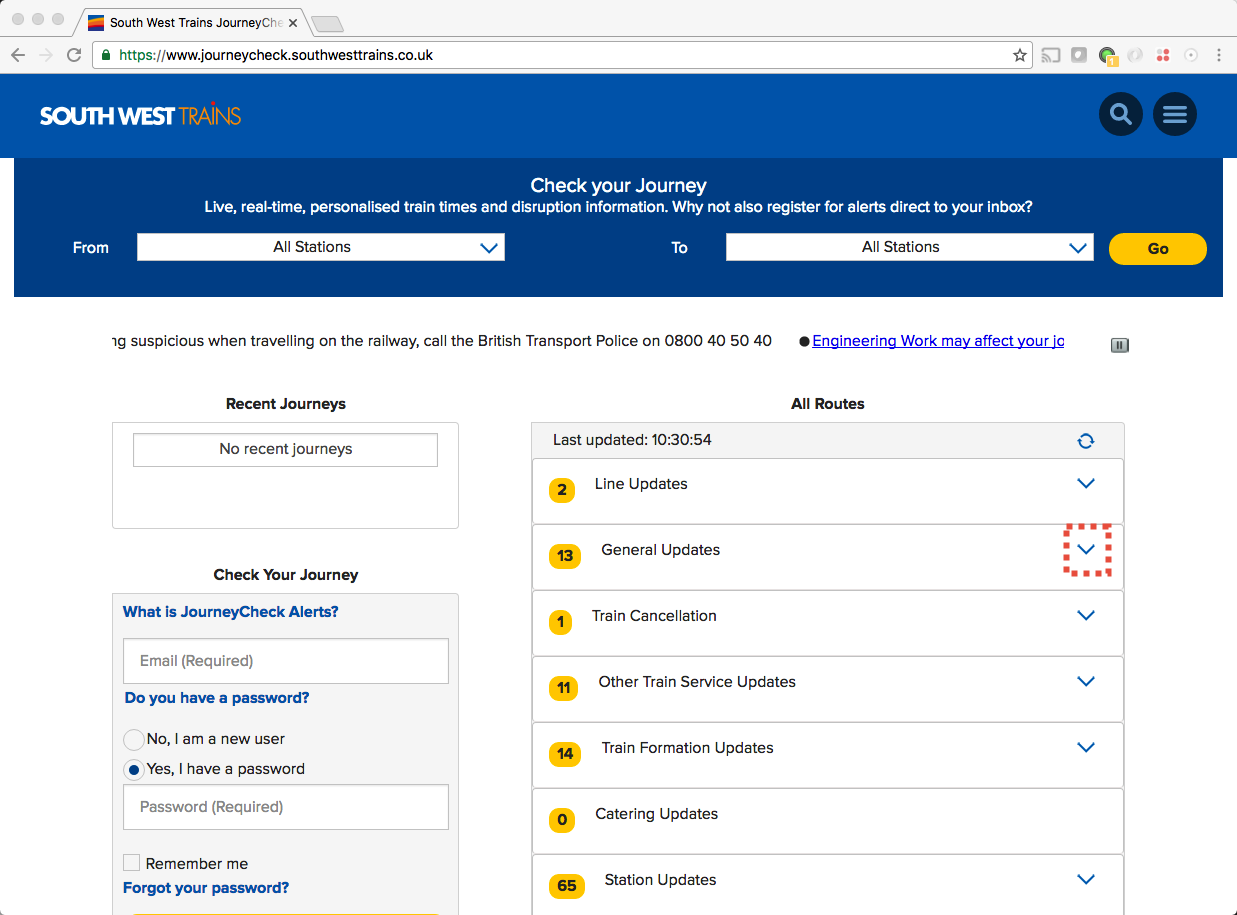 South West Trains JourneyChe
https://www.journeycheck.southwesttrains.co.uk
1
SOUTH WEST TRAINS
Check your Journey
Live, real-time, personalised train times and disruption information. Why not also register for alerts direct to your inbox?
From All Stations To All Stations Go
ng suspicious when travelling on the railway, call the British Transport Police on 0800 40 50 40 ●Engineering Work may affect your jo
Recent Journeys
No recent journeys
Check Your Journey
What is JourneyCheck Alerts?
Email (Required)
Do you have a password?
No, I am a new user
Yes, I have a password
Password (Required)
Remember me
Forgot your password?
All Routes
Last updated: 10:30:54
2 Line Updates
13 General Updates
1 Train Cancellation
11 Other Train Service Updates
14 Train Formation Updates
0 Catering Updates
65 Station Updates